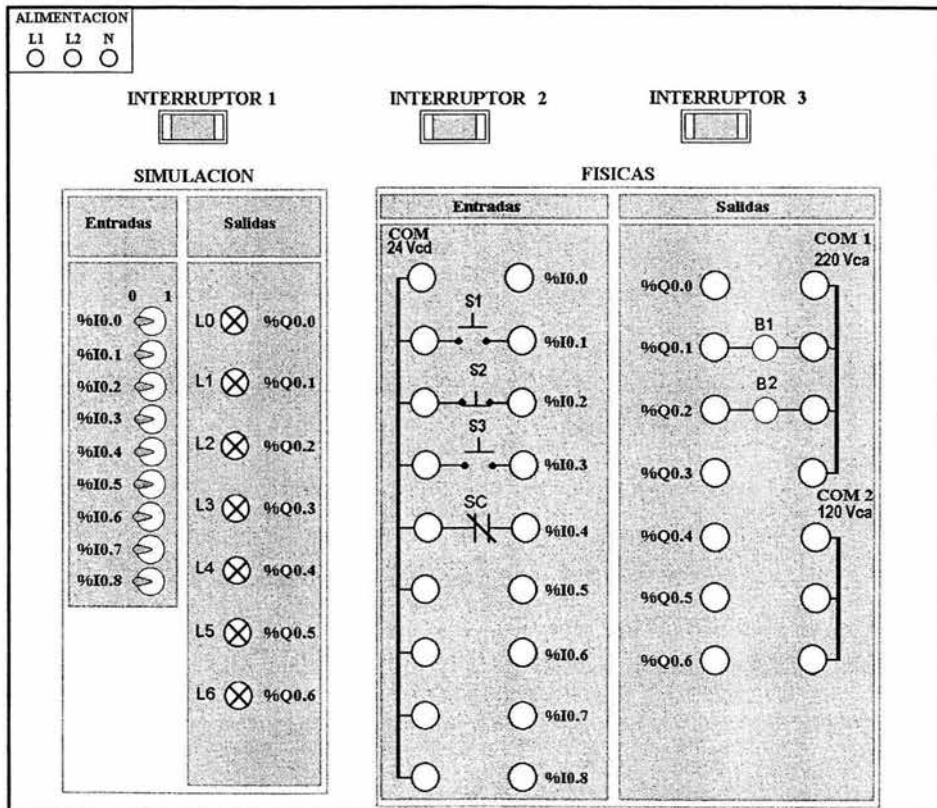 ALIMENTACION
L1 L2 N
INTERRUPTOR 1
INTERRUPTOR 2
INTERRUPTOR 3
SIMULACION
Entradas
Salidas
0 1
%I0.0
%I0.1
%I0.2
%I0.3
%I0.4
%I0.5
%I0.6
%I0.7
%I0.8
L0 %Q0.0
L1 %Q0.1
L2 %Q0.2
L3 %Q0.3
L4 %Q0.4
L5 %Q0.5
L6 %Q0.6
FISICAS
Entradas
COM
24 Vcd
%I0.0
S1
%I0.1
S2
%I0.2
S3
%I0.3
SC
%I0.4
%I0.5
%I0.6
%I0.7
%I0.8
Salidas
COM 1
220 Vca
%Q0.0
B1
%Q0.1
B2
%Q0.2
%Q0.3
COM 2
120 Vca
%Q0.4
%Q0.5
%Q0.6